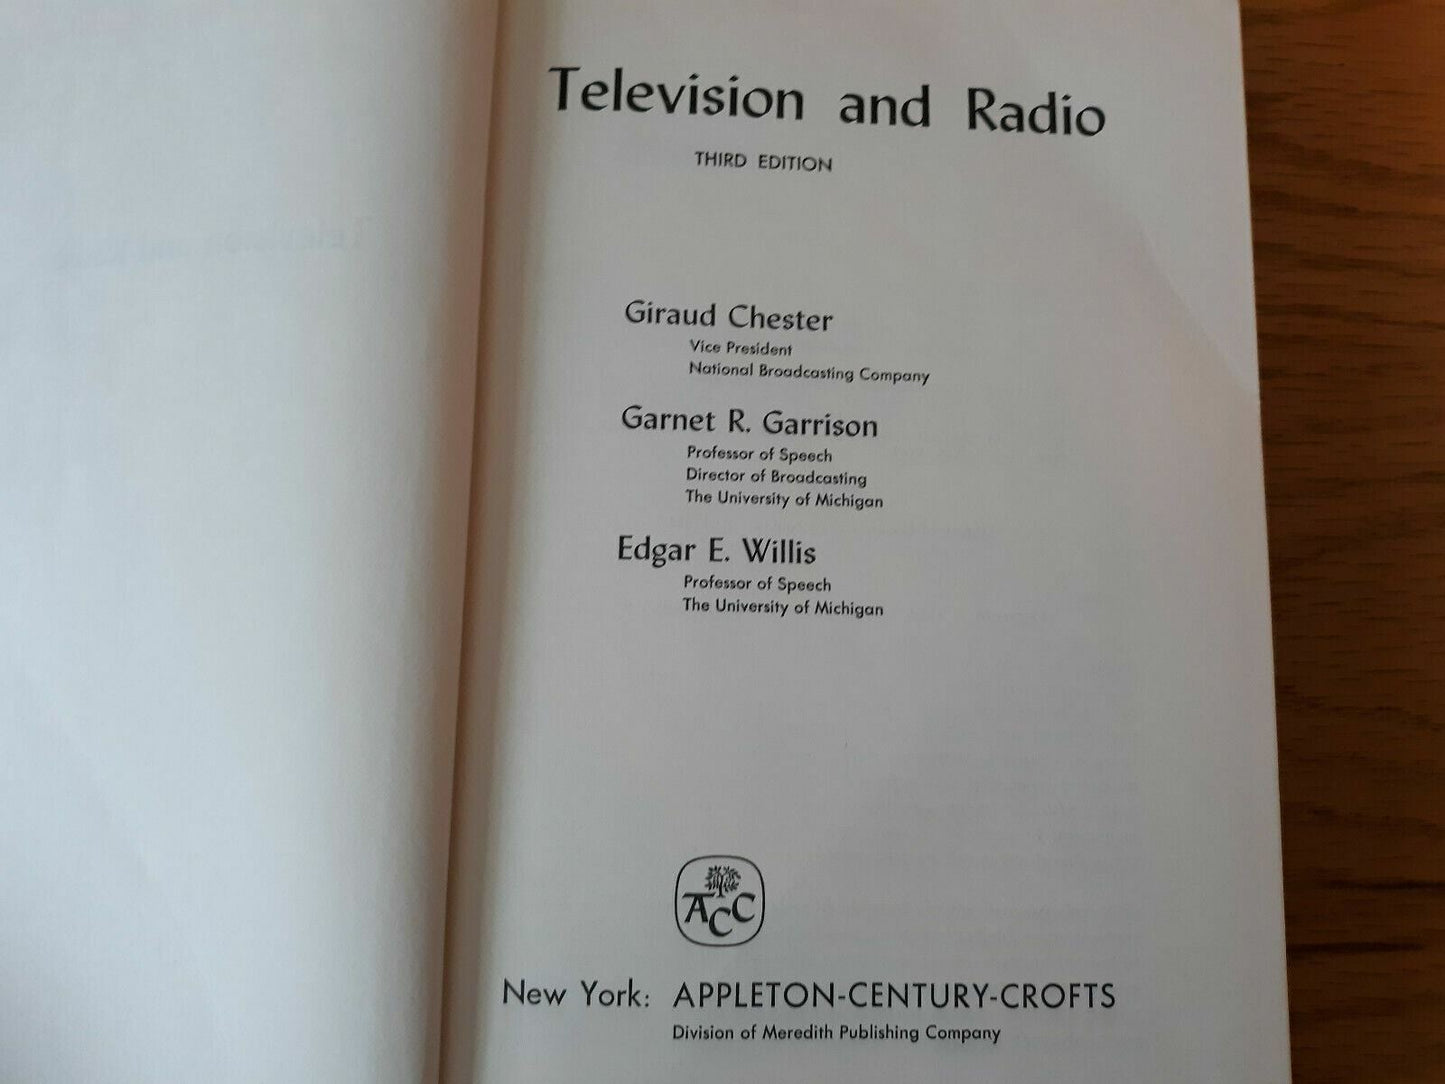 Television and Radio
THIRD EDITION
Giraud Chester
Vice President
National Broadcasting Company
Garnet R. Garrison
Professor of Speech
Director of Broadcasting
The University of Michigan
Edgar E. Willis
Professor of Speech
The University of Michigan
ACC
New York: APPLETON-CENTURY-CROFTS
Division of Meredith Publishing Company